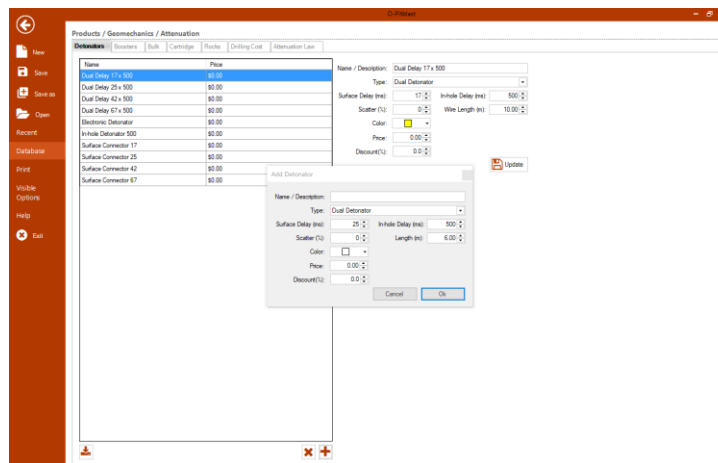 O-Pitblast
Products / Geomechanics / Attenuation
Detonators Boosters Bulk Cartridge Rocks Drilling Cost Attenuation Law
New
Save
Save as
Open
Recent
Database
Print
Visible
Options
Help
Exit
Name Price
Dual Delay 17 x 500 $0.00
Dual Delay 25 x 500 $0.00
Dual Delay 42 x 500 $0.00
Dual Delay 67 x 500 $0.00
Electronic Detonator $0.00
In-hole Detonator 500 $0.00
Surface Connector 17 $0.00
Surface Connector 25 $0.00
Surface Connector 42 $0.00
Surface Connector 67 $0.00
Name / Description: Dual Delay 17 x 500
Type: Dual Detonator
Surface Delay (ms): 17 In-hole Delay (ms): 500
Scatter (%): 0 Wire Length (m): 10.00
Color:
Price: 0.00
Discount(%): 0.0
Update
Add Detonator
Name / Description:
Type: Dual Detonator
Surface Delay (ms): 25 In-hole Delay (ms): 500
Scatter (%): 0 Length (m): 6.00
Color:
Price: 0.00
Discount(%): 0.0
Cancel Ok